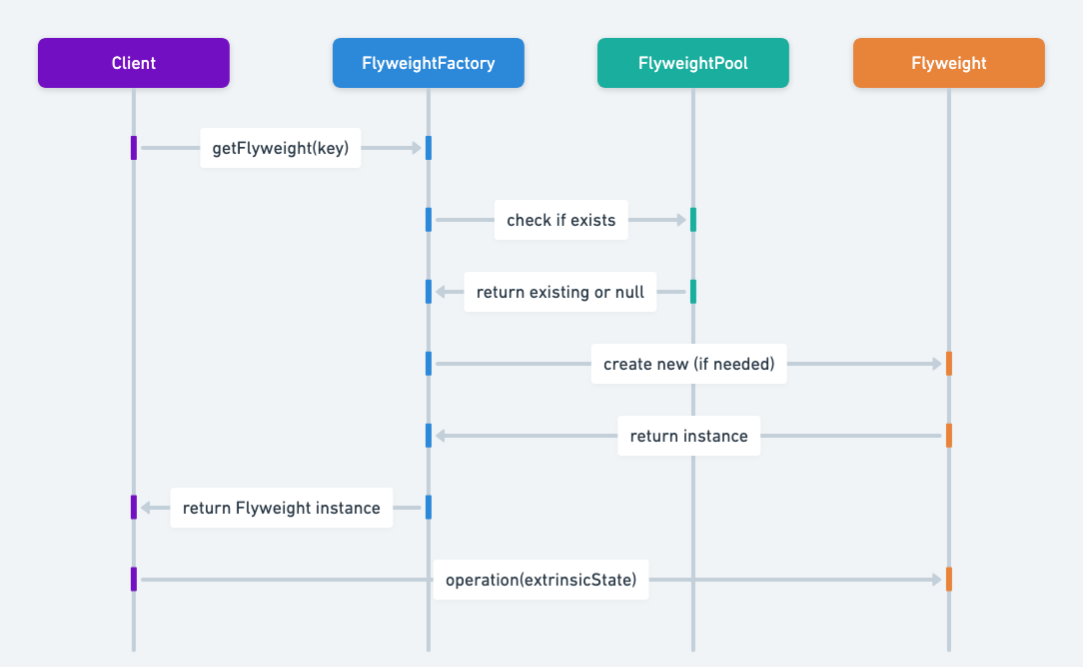 Client
FlyweightFactory
FlyweightPool
Flyweight
getFlyweight(key)
check if exists
return existing or null
create new (if needed)
return instance
return Flyweight instance
operation(extrinsicState)